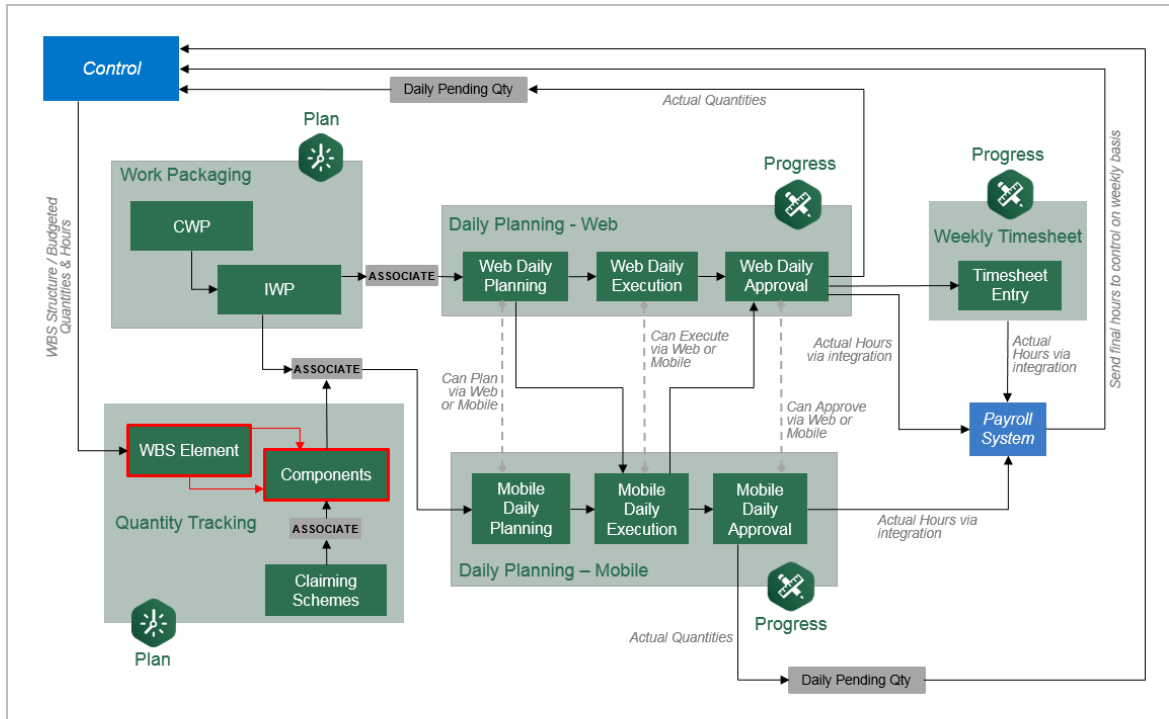 Control
Daily Pending Qty
Actual Quantities
Plan
Work Packaging
CWP
IWP
ASSOCIATE
WBS Structure / Budgeted
Quantities & Hours
Progress
Daily Planning - Web
Web Daily
Planning
Web Daily
Execution
Web Daily
Approval
Progress
Weekly Timesheet
Timesheet
Entry
Send final hours to control on weekly basis
Can Plan
via Web
or Mobile
Can Execute
via Web or
Mobile
Can Approve
via Web or
Mobile
Actual Hours
via integration
Actual
Hours via
integration
Payroll
System
ASSOCIATE
WBS Element
Components
Quantity Tracking
ASSOCIATE
Claiming
Schemes
Plan
Mobile
Daily
Planning
Mobile
Daily
Execution
Mobile
Daily
Approval
Daily Planning – Mobile
Actual Hours via
integration
Progress
Actual Quantities
Daily Pending Qty